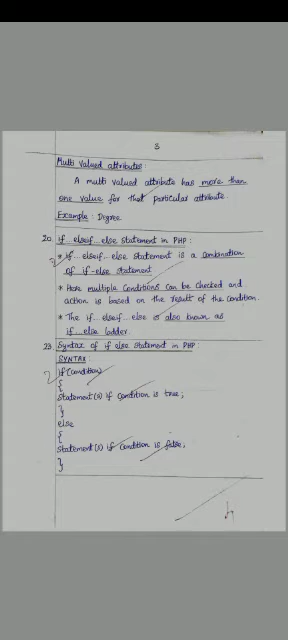 3
Multi valued attributes :
A multi valued attribute has more than
one value for that particular attribute.
Example : Degree
20. if elseif..else statement in PHP :
* if...elseif...else statement is a combination
of if-else statement
* Here multiple conditions can be checked and
action is based on the result of the condition.
* The if...elseif...else is also known as
if...else ladder.
23. Syntax of if else statement in PHP :
SYNTAX :
if (condition)
{
statement(s) if condition is true;
}
else
{
statement(s) if condition is false;
}